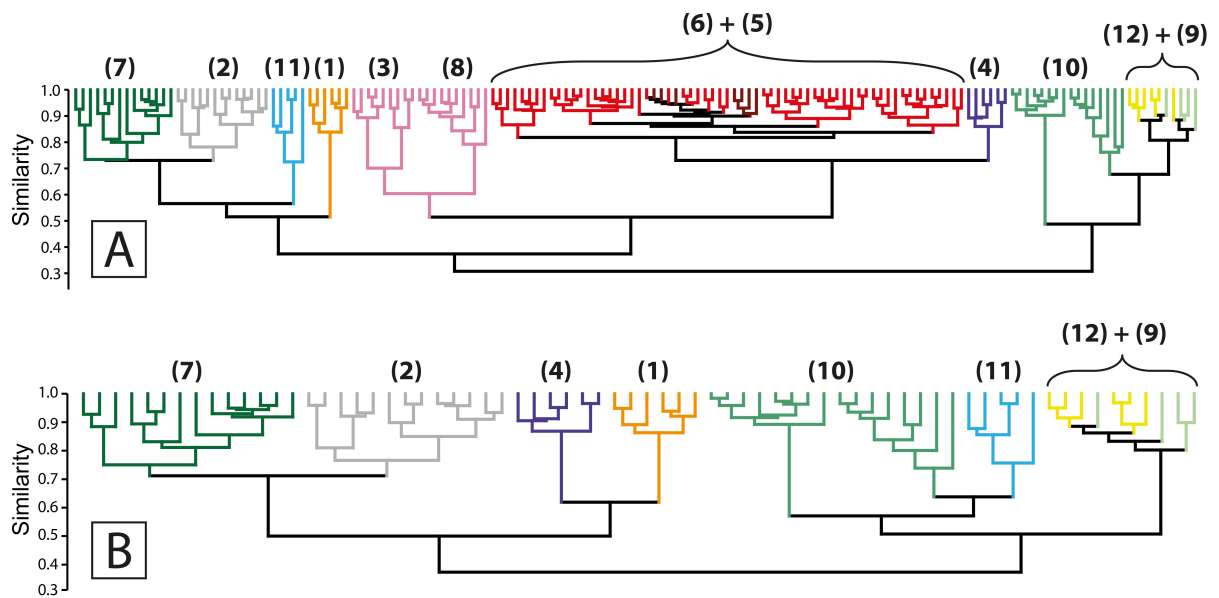 (6) + (5)
(12) + (9)
(7) (2) (11) (1) (3) (8) (4) (10)
1.0
0.9
0.8
0.7
0.6
0.5
0.4
0.3
Similarity
A
(12) + (9)
(7) (2) (4) (1) (10) (11)
1.0
0.9
0.8
0.7
0.6
0.5
0.4
0.3
Similarity
B